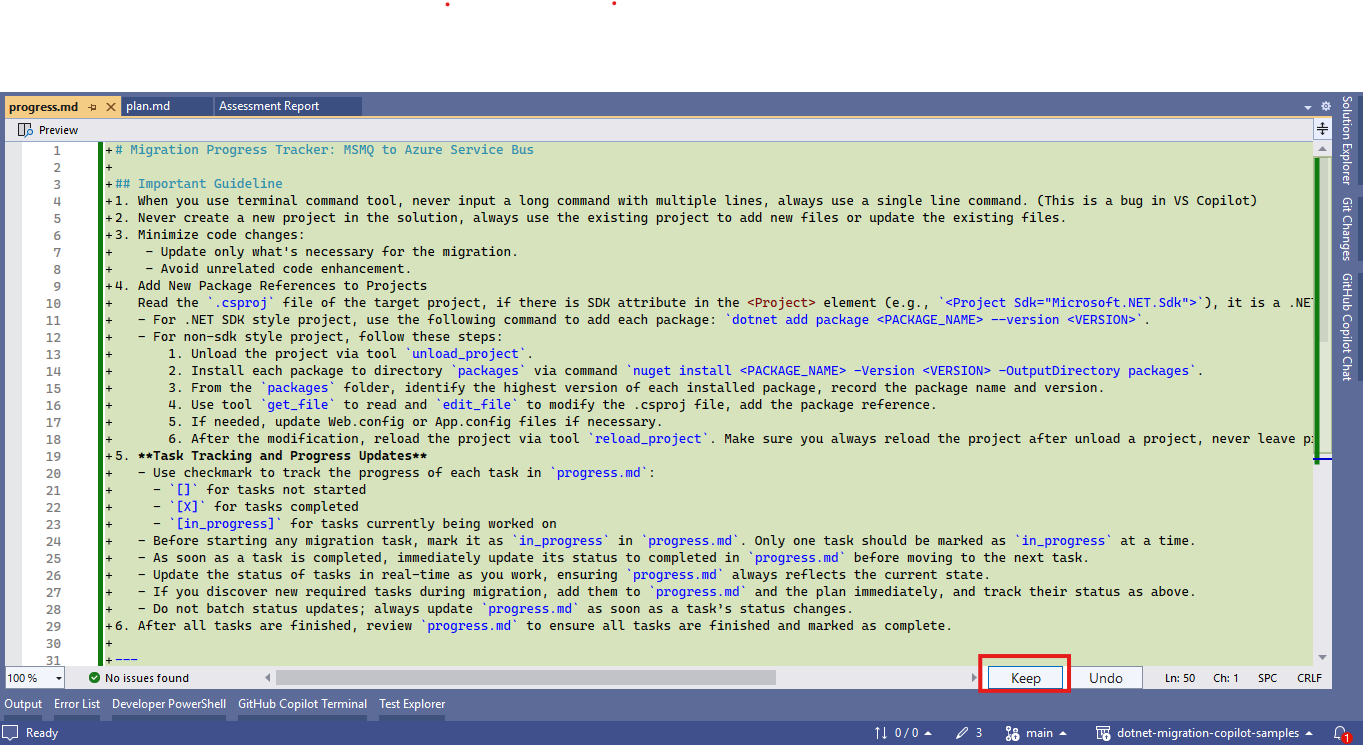 progress.md
plan.md
Assessment Report
Preview
Solution Explorer
Git Changes
GitHub Copilot Chat
1 +# Migration Progress Tracker: MSMQ to Azure Service Bus
2 +
3 +## Important Guideline
4 +1. When you use terminal command tool, never input a long command with multiple lines, always use a single line command. (This is a bug in VS Copilot)
5 +2. Never create a new project in the solution, always use the existing project to add new files or update the existing files.
6 +3. Minimize code changes:
7 + - Update only what's necessary for the migration.
8 + - Avoid unrelated code enhancement.
9 +4. Add New Package References to Projects
10 + Read the `.csproj` file of the target project, if there is SDK attribute in the <Project> element (e.g., `<Project Sdk="Microsoft.NET.Sdk">`), it is a .NE
11 + - For .NET SDK style project, use the following command to add each package: `dotnet add package <PACKAGE_NAME> --version <VERSION>`.
12 + - For non-sdk style project, follow these steps:
13 + 1. Unload the project via tool `unload_project`.
14 + 2. Install each package to directory `packages` via command `nuget install <PACKAGE_NAME> -Version <VERSION> -OutputDirectory packages`.
15 + 3. From the `packages` folder, identify the highest version of each installed package, record the package name and version.
16 + 4. Use tool `get_file` to read and `edit_file` to modify the .csproj file, add the package reference.
17 + 5. If needed, update Web.config or App.config files if necessary.
18 + 6. After the modification, reload the project via tool `reload_project`. Make sure you always reload the project after unload a project, never leave p
19 +5. **Task Tracking and Progress Updates**
20 + - Use checkmark to track the progress of each task in `progress.md`:
21 + - `[]` for tasks not started
22 + - `[X]` for tasks completed
23 + - `[in_progress]` for tasks currently being worked on
24 + - Before starting any migration task, mark it as `in_progress` in `progress.md`. Only one task should be marked as `in_progress` at a time.
25 + - As soon as a task is completed, immediately update its status to completed in `progress.md` before moving to the next task.
26 + - Update the status of tasks in real-time as you work, ensuring `progress.md` always reflects the current state.
27 + - If you discover new required tasks during migration, add them to `progress.md` and the plan immediately, and track their status as above.
28 + - Do not batch status updates; always update `progress.md` as soon as a task's status changes.
29 +6. After all tasks are finished, review `progress.md` to ensure all tasks are finished and marked as complete.
30 +
31 +---
100 %
No issues found
Keep
Undo
Ln: 50
Ch: 1
SPC
CRLF
Output
Error List
Developer PowerShell
GitHub Copilot Terminal
Test Explorer
Ready
0 / 0
3
main
dotnet-migration-copilot-samples
1